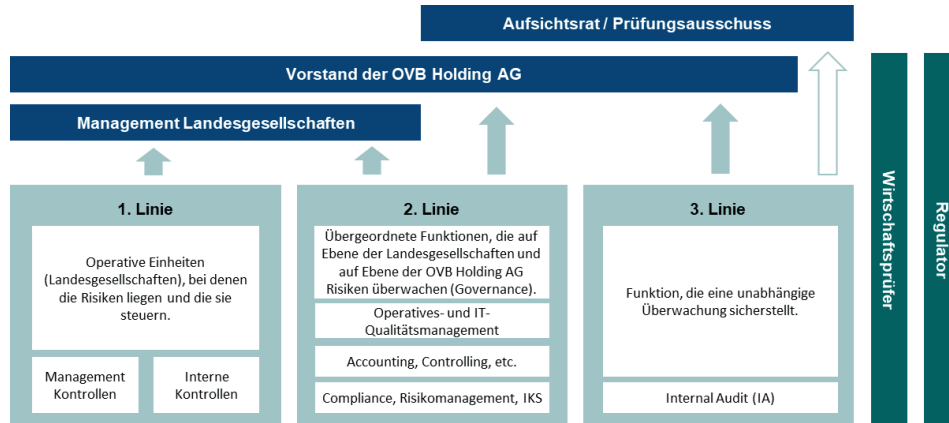 Aufsichtsrat / Prüfungsausschuss
Vorstand der OVB Holding AG
Management Landesgesellschaften
1. Linie
Operative Einheiten
(Landesgesellschaften), bei denen
die Risiken liegen und die sie
steuern.
Management
Kontrollen
Interne
Kontrollen
2. Linie
Übergeordnete Funktionen, die auf
Ebene der Landesgesellschaften und
auf Ebene der OVB Holding AG
Risiken überwachen (Governance).
Operatives- und IT-
Qualitätsmanagement
Accounting, Controlling, etc.
Compliance, Risikomanagement, IKS
3. Linie
Funktion, die eine unabhängige
Überwachung sicherstellt.
Internal Audit (IA)
Wirtschaftsprüfer
Regulator